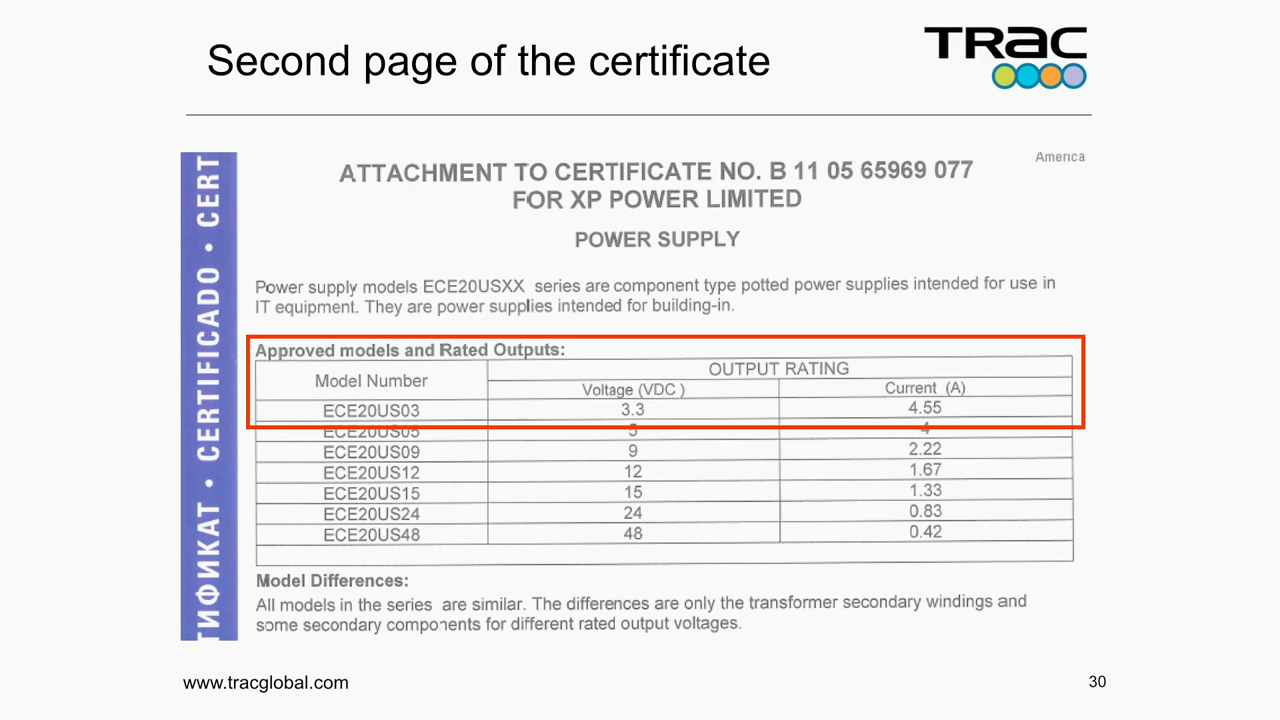 Second page of the certificate
TRac
America
ATTACHMENT TO CERTIFICATE NO. B 11 05 65969 077
FOR XP POWER LIMITED
POWER SUPPLY
Power supply models ECE20USXX series are component type potted power supplies intended for use in
IT equipment. They are power supplies intended for building-in.
Approved models and Rated Outputs:
Model Number OUTPUT RATING
Voltage (VDC ) Current (A)
ECE20US03 3.3 4.55
ECE20US05 5 4
ECE20US09 9 2.22
ECE20US12 12 1.67
ECE20US15 15 1.33
ECE20US24 24 0.83
ECE20US48 48 0.42
Model Differences:
All models in the series are similar. The differences are only the transformer secondary windings and
some secondary components for different rated output voltages.
ТИФИКАТ • CERTIFICADO • CERT
www.tracglobal.com
30